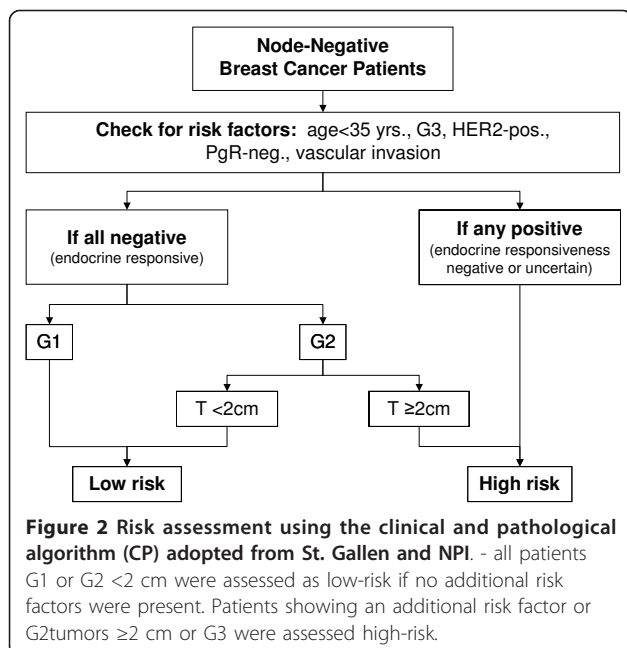 Node-Negative
Breast Cancer Patients
Check for risk factors: age<35 yrs., G3, HER2-pos.,
PgR-neg., vascular invasion
If all negative
(endocrine responsive)
If any positive
(endocrine responsiveness
negative or uncertain)
G1
G2
T <2cm
T ≥2cm
Low risk
High risk
Figure 2 Risk assessment using the clinical and pathological
algorithm (CP) adopted from St. Gallen and NPI. - all patients
G1 or G2 <2 cm were assessed as low-risk if no additional risk
factors were present. Patients showing an additional risk factor or
G2tumors ≥2 cm or G3 were assessed high-risk.